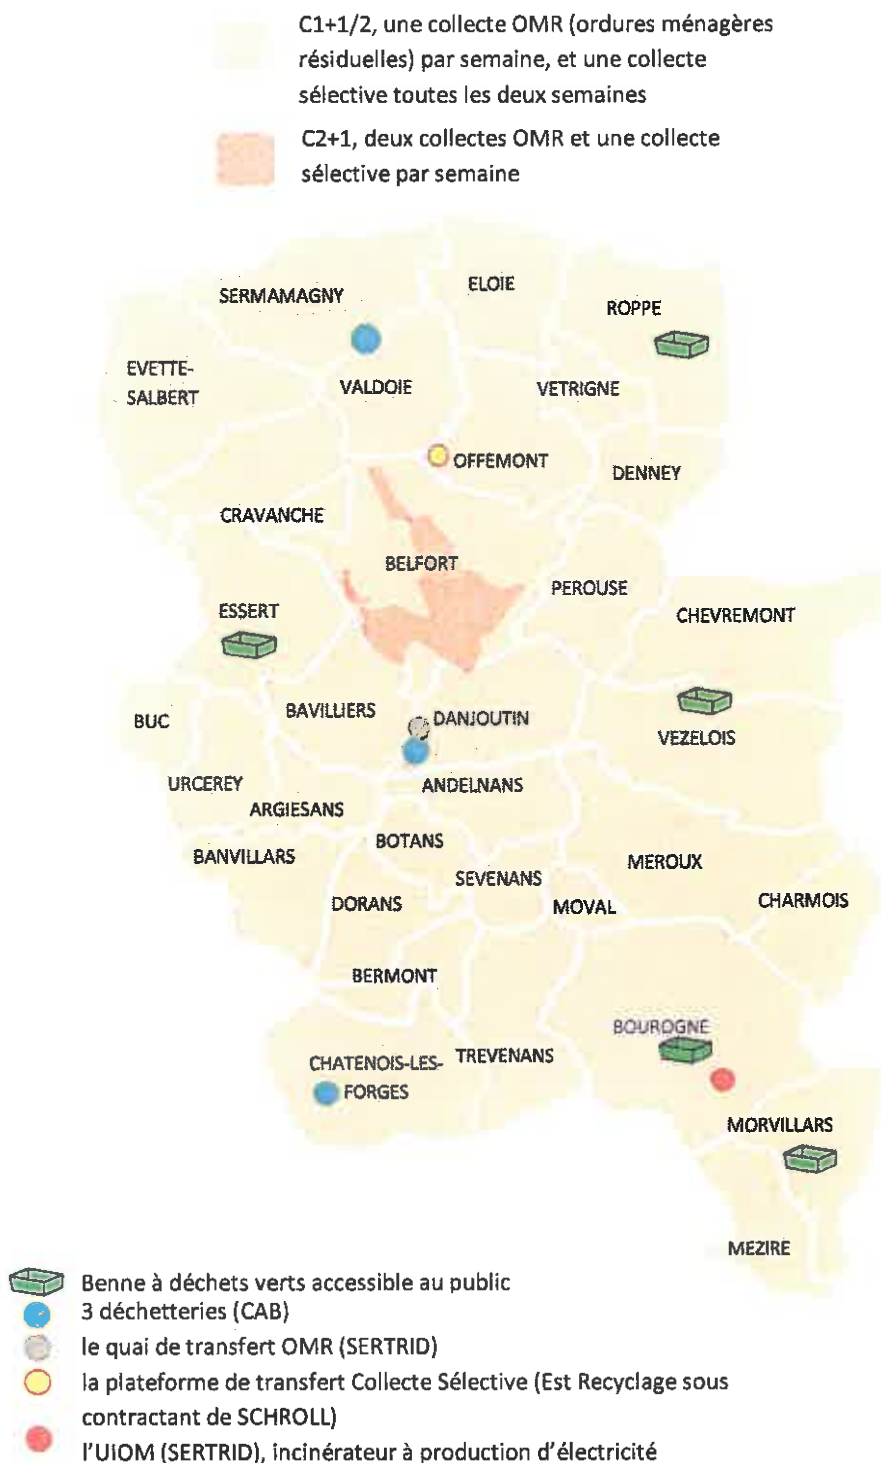 C1+1/2, une collecte OMR (ordures ménagères
résiduelles) par semaine, et une collecte
sélective toutes les deux semaines
C2+1, deux collectes OMR et une collecte
sélective par semaine
ELOIE
SERMAMAGNY
ROPPE
EVETTE-
SALBERT
VALDOIE
VETRIGNE
OFFEMONT
DENNEY
CRAVANCHE
BELFORT
PEROUSE
ESSERT
CHEVREMONT
BAVILLIERS
DANJOUTIN
BUC
VEZELOIS
URCEREY
ANDELNANS
ARGIESANS
BOTANS
BANVILLARS
MEROUX
SEVENANS
DORANS
MOVAL
CHARMOIS
BERMONT
BOUROGNE
CHATENOIS-LES-
FORGES
TREVENANS
MORVILLARS
MEZIRE
Benne à déchets verts accessible au public
3 déchetteries (CAB)
le quai de transfert OMR (SERTRID)
la plateforme de transfert Collecte Sélective (Est Recyclage sous
contractant de SCHROLL)
l'UIOM (SERTRID), incinérateur à production d'électricité